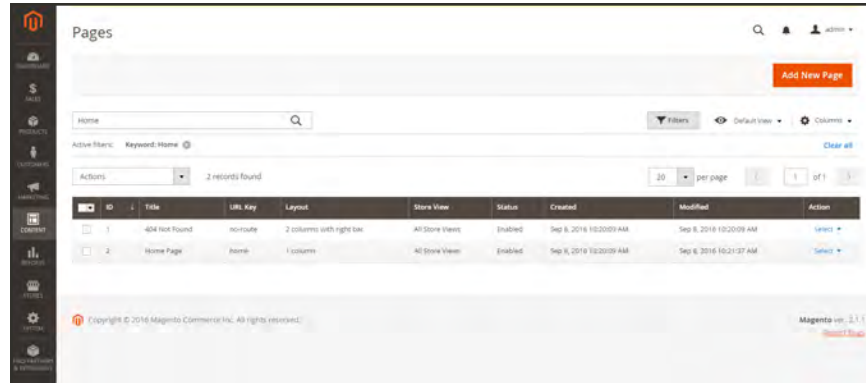 Pages
admin
DASHBOARD
SALES
PRODUCTS
CUSTOMERS
MARKETING
CONTENT
REPORTS
STORES
SYSTEM
FIND PARTNERS
& EXTENSIONS
Add New Page
Home
Filters
Default View
Columns
Active filters: Keyword: Home
Clear all
Actions
2 records found
20 per page
1 of 1
ID Title URL Key Layout Store View Status Created Modified Action
1 404 Not Found no-route 2 columns with right bar All Store Views Enabled Sep 8, 2016 10:20:09 AM Sep 8, 2016 10:20:09 AM Select
2 Home Page home 1 column All Store Views Enabled Sep 8, 2016 10:20:09 AM Sep 8, 2016 10:21:37 AM Select
Copyright © 2016 Magento Commerce Inc. All rights reserved.
Magento ver. 2.1.1
Report Bugs